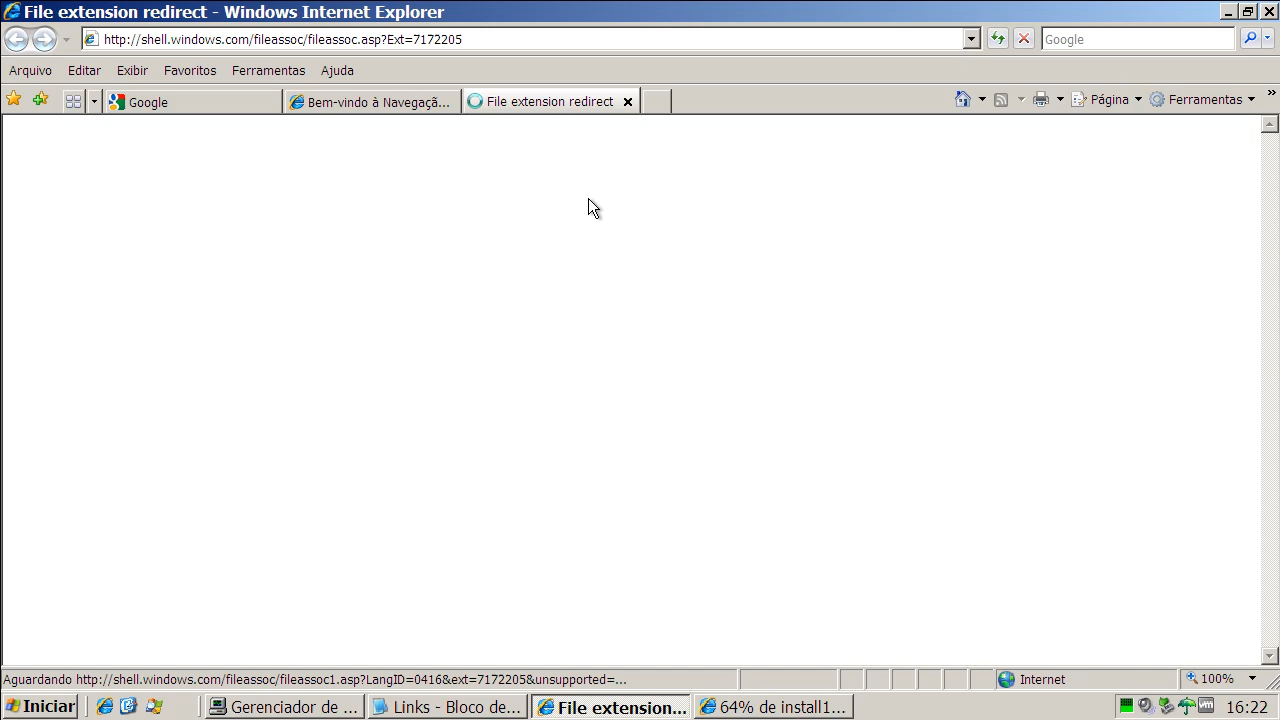 File extension redirect - Windows Internet Explorer
http://shell.windows.com/fileassoc/fileassoc.asp?Ext=7172205
Google
Arquivo Editar Exibir Favoritos Ferramentas Ajuda
Google
Bem-vindo à Navegaçã...
File extension redirect
Página
Ferramentas
Aguardando http://shell.windows.com/fileassoc/fileassoc1.asp?LangID=0416&ext=7172205&unsupported=...
Internet
100%
Iniciar
Gerenciador de ...
Links - Bloco de...
File extension...
64% de install1...
16:22